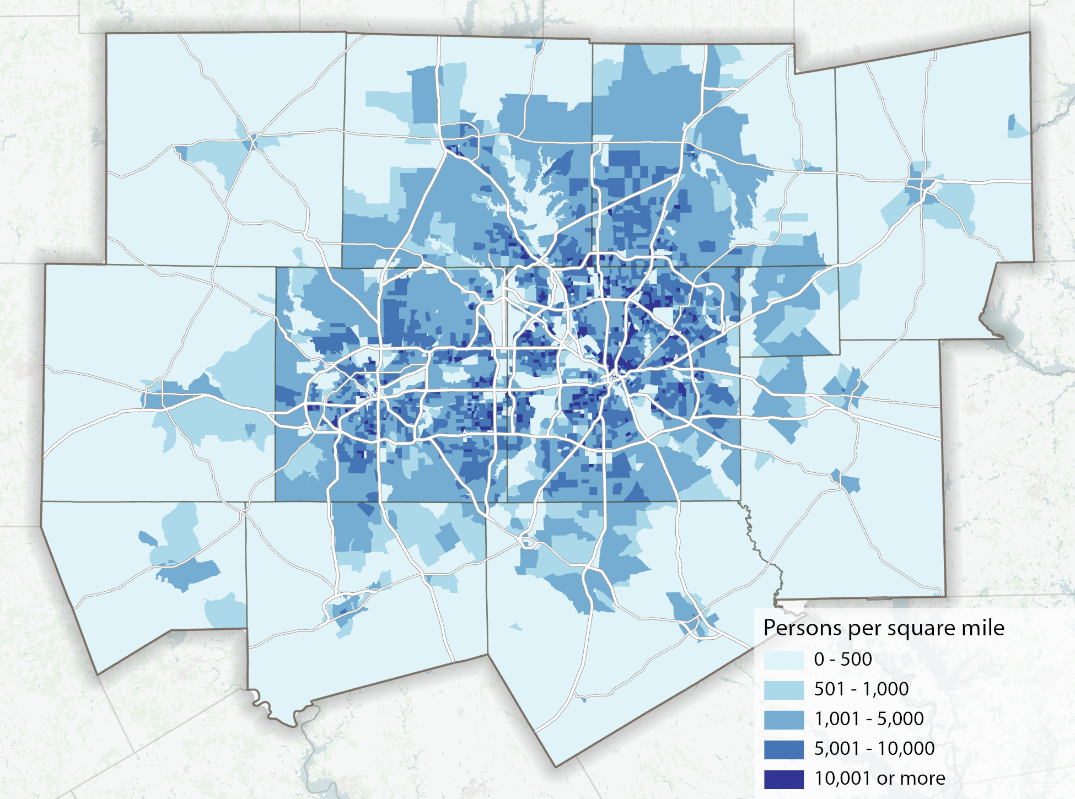 Persons per square mile
0 - 500
501 - 1,000
1,001 - 5,000
5,001 - 10,000
10,001 or more